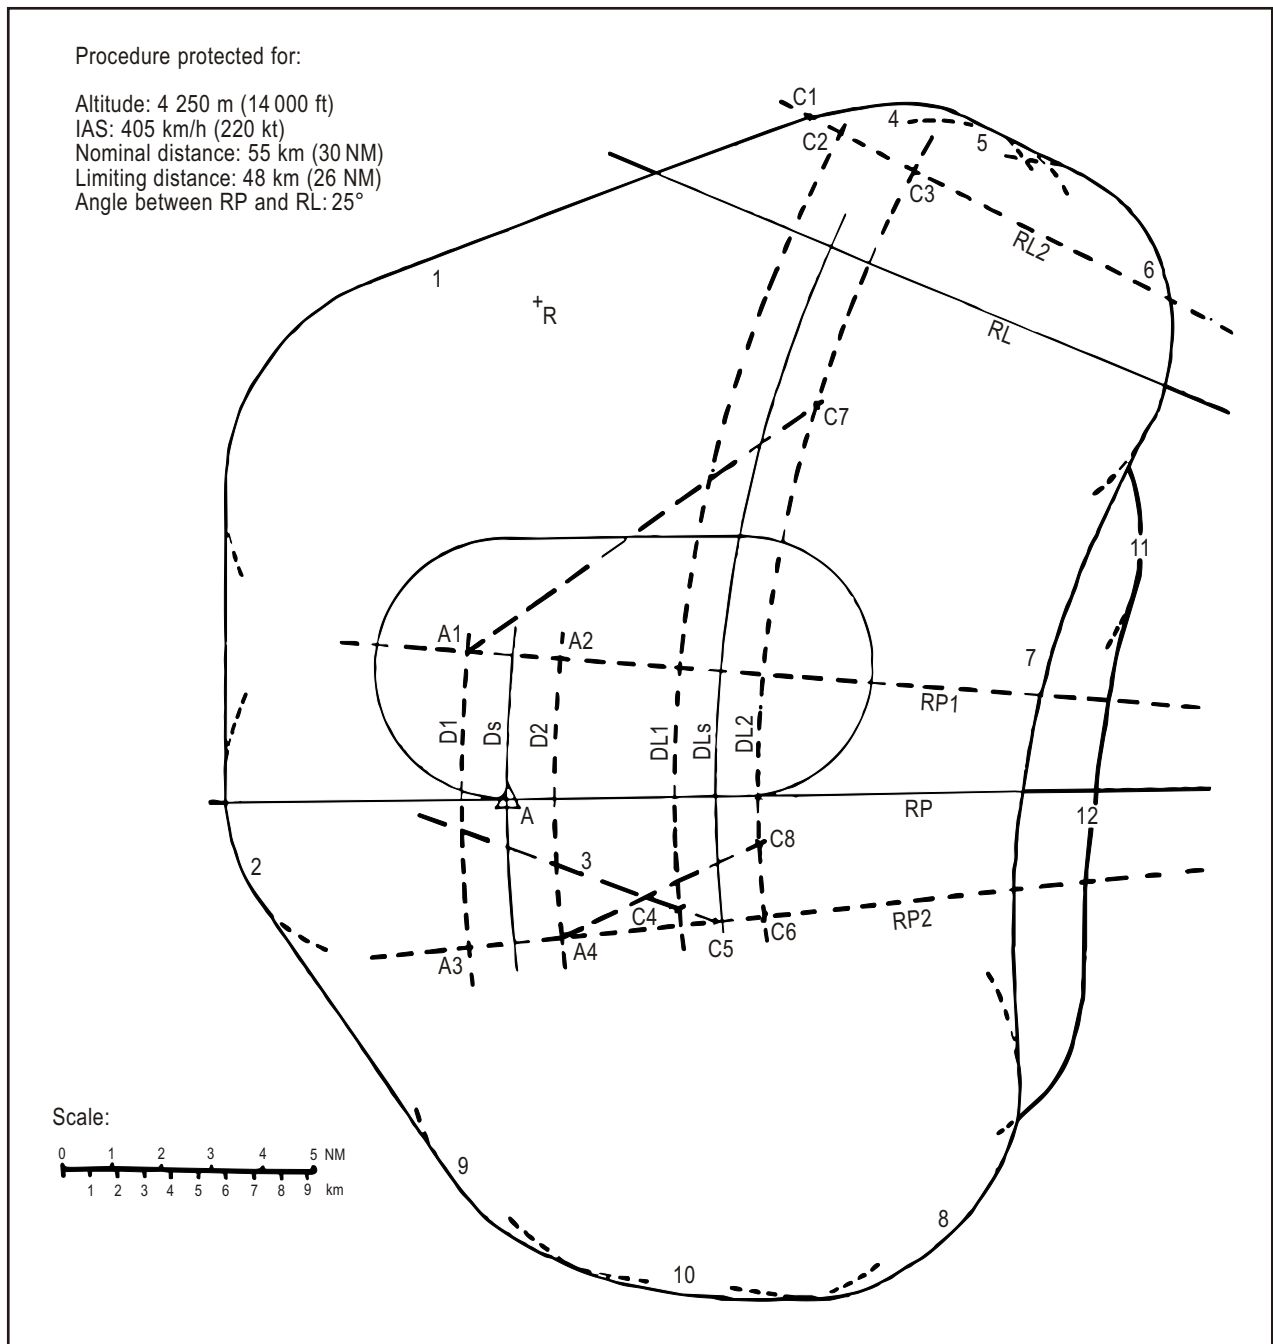 Procedure protected for:
Altitude: 4 250 m (14 000 ft)
IAS: 405 km/h (220 kt)
Nominal distance: 55 km (30 NM)
Limiting distance: 48 km (26 NM)
Angle between RP and RL: 25°
C1
C2
4
5
C3
RL2
6
1
R
RL
C7
11
A1
A2
7
RP1
D1
Ds
D2
DL1
DLs
DL2
A
RP
12
C8
2
3
C4
C5
C6
RP2
A3
A4
Scale:
0 1 2 3 4 5 NM
1 2 3 4 5 6 7 8 9 km
9
8
10